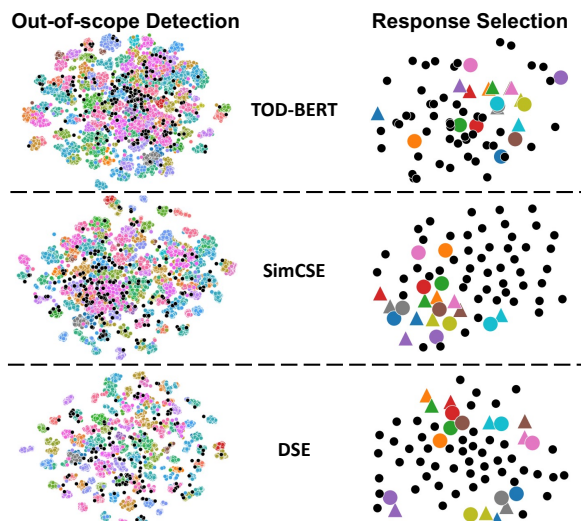 Out-of-scope Detection
Response Selection
TOD-BERT
SimCSE
DSE